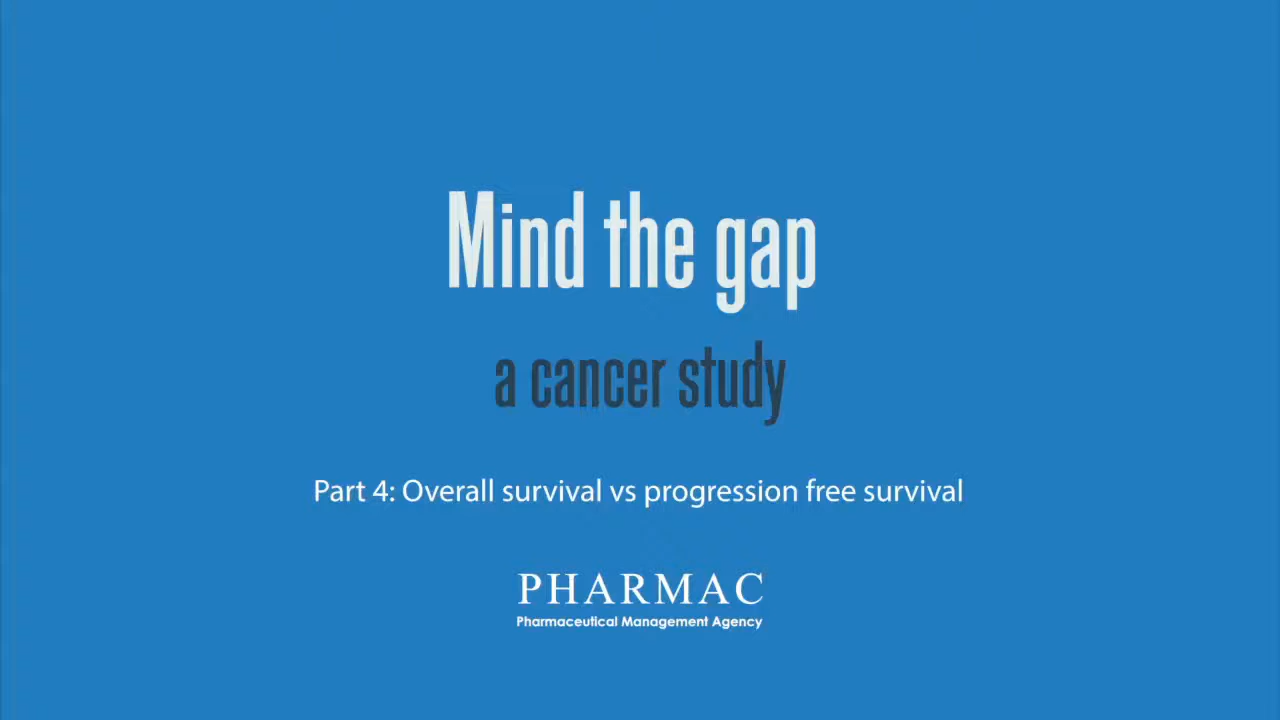 Mind the gap
a cancer study
Part 4: Overall survival vs progression free survival
PHARMAC
Pharmaceutical Management Agency